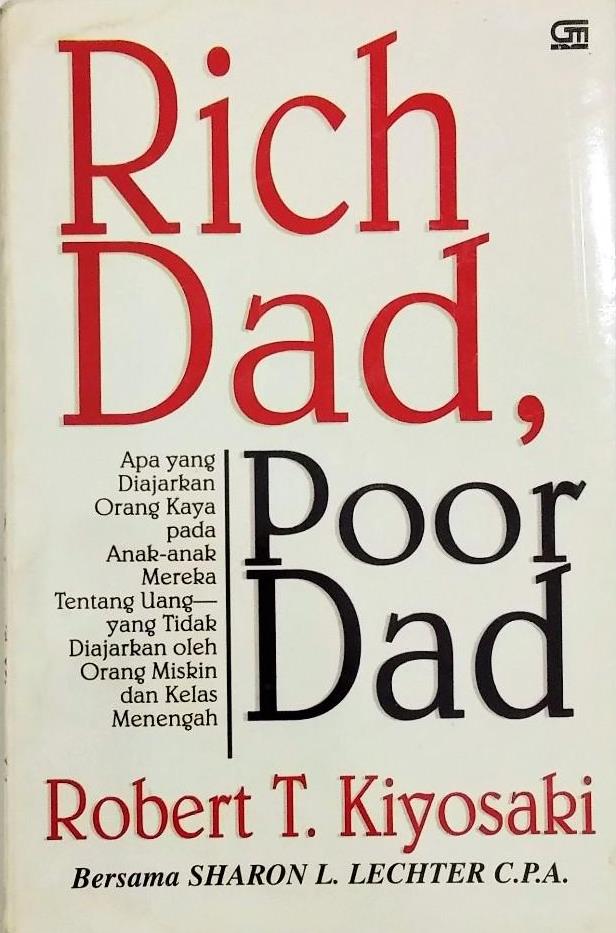 GM
Rich
Dad,
Apa yang
Diajarkan
Orang Kaya
pada
Anak-anak
Mereka
Tentang Uang—
yang Tidak
Diajarkan oleh
Orang Miskin
dan Kelas
Menengah
Poor
Dad
Robert T. Kiyosaki
Bersama SHARON L. LECHTER C.P.A.